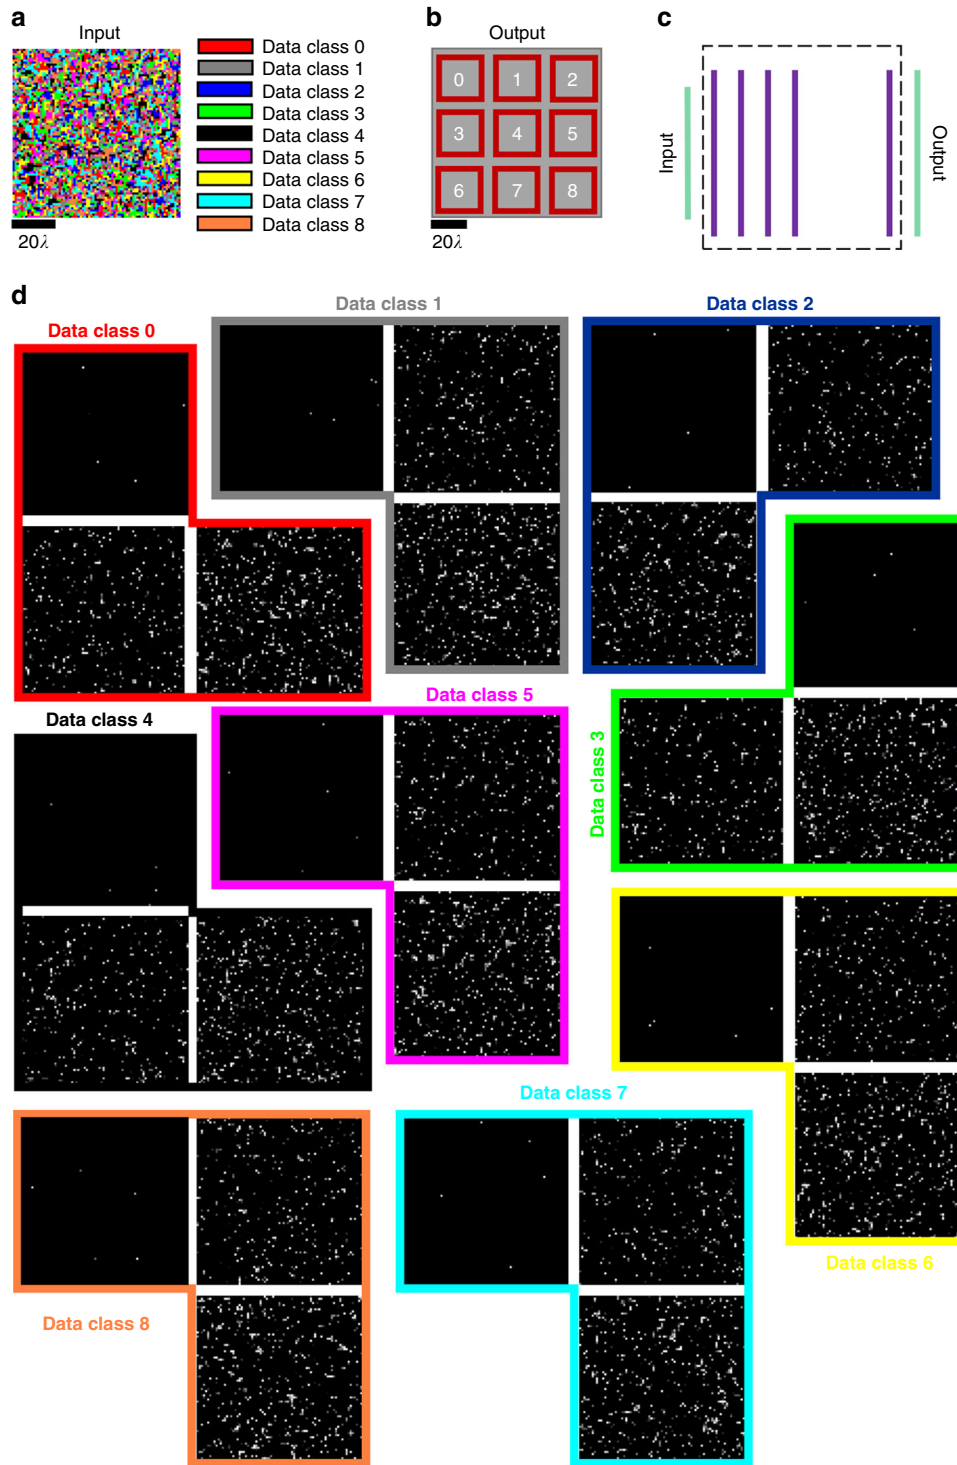 a
Input
20λ
Data class 0
Data class 1
Data class 2
Data class 3
Data class 4
Data class 5
Data class 6
Data class 7
Data class 8
b
Output
0 1 2
3 4 5
6 7 8
20λ
c
Input
Output
d
Data class 0
Data class 1
Data class 2
Data class 3
Data class 4
Data class 5
Data class 6
Data class 7
Data class 8